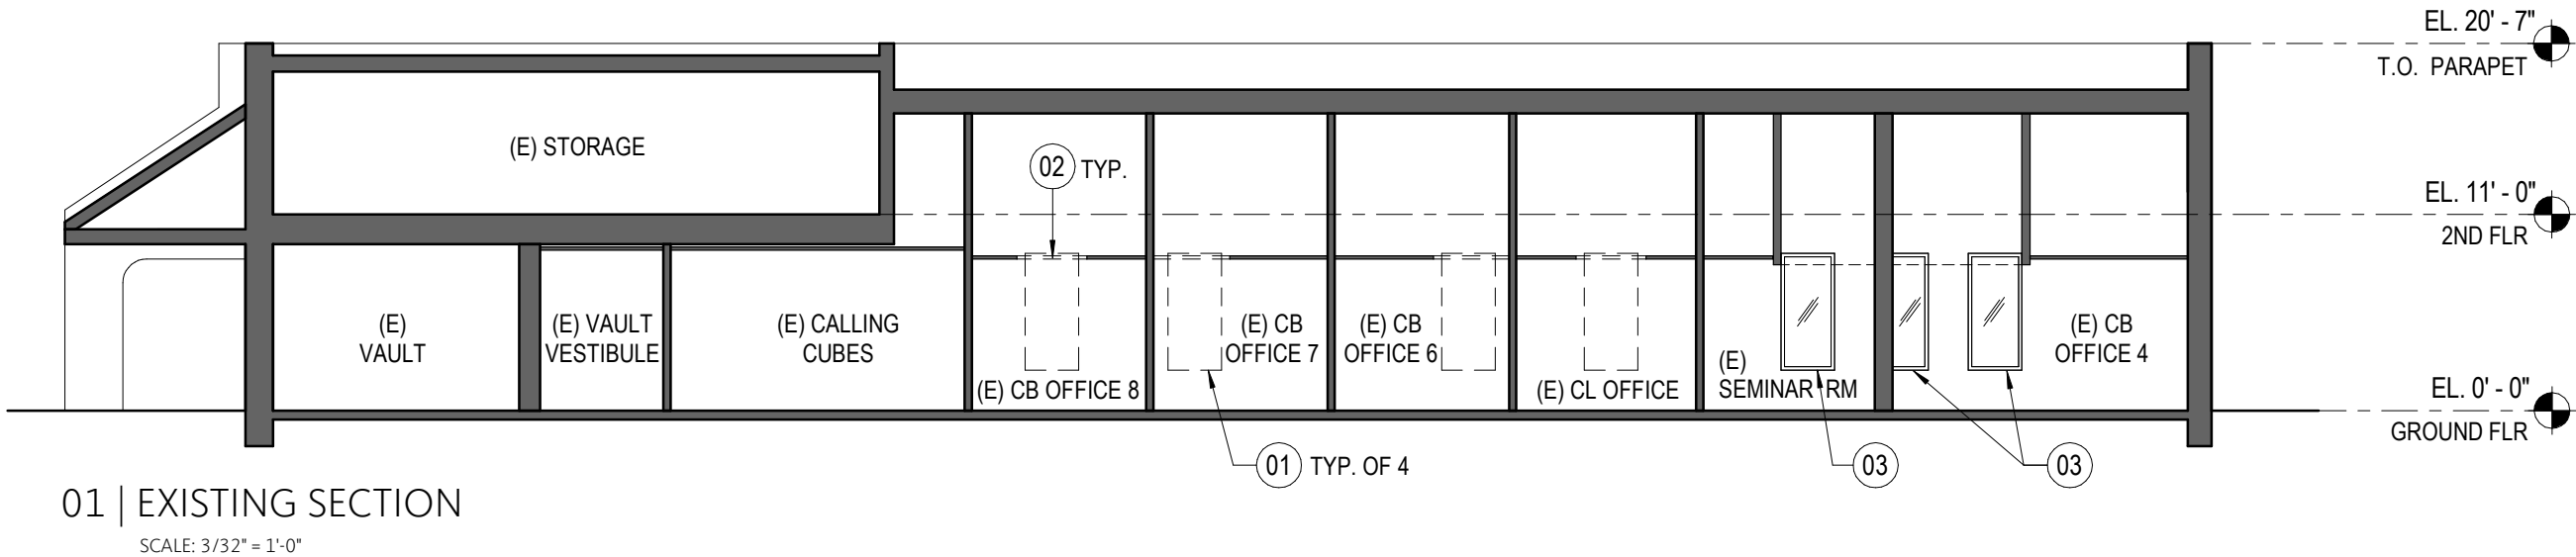 EL. 20' - 7"
T.O. PARAPET
(E) STORAGE
02 TYP.
EL. 11' - 0"
2ND FLR
(E)
VAULT
(E) VAULT
VESTIBULE
(E) CALLING
CUBES
(E) CB OFFICE 8
(E) CB
OFFICE 7
(E) CB
OFFICE 6
(E) CL OFFICE
(E)
SEMINAR RM
(E) CB
OFFICE 4
EL. 0' - 0"
GROUND FLR
01 TYP. OF 4
03
03
01 | EXISTING SECTION
SCALE: 3/32" = 1'-0"